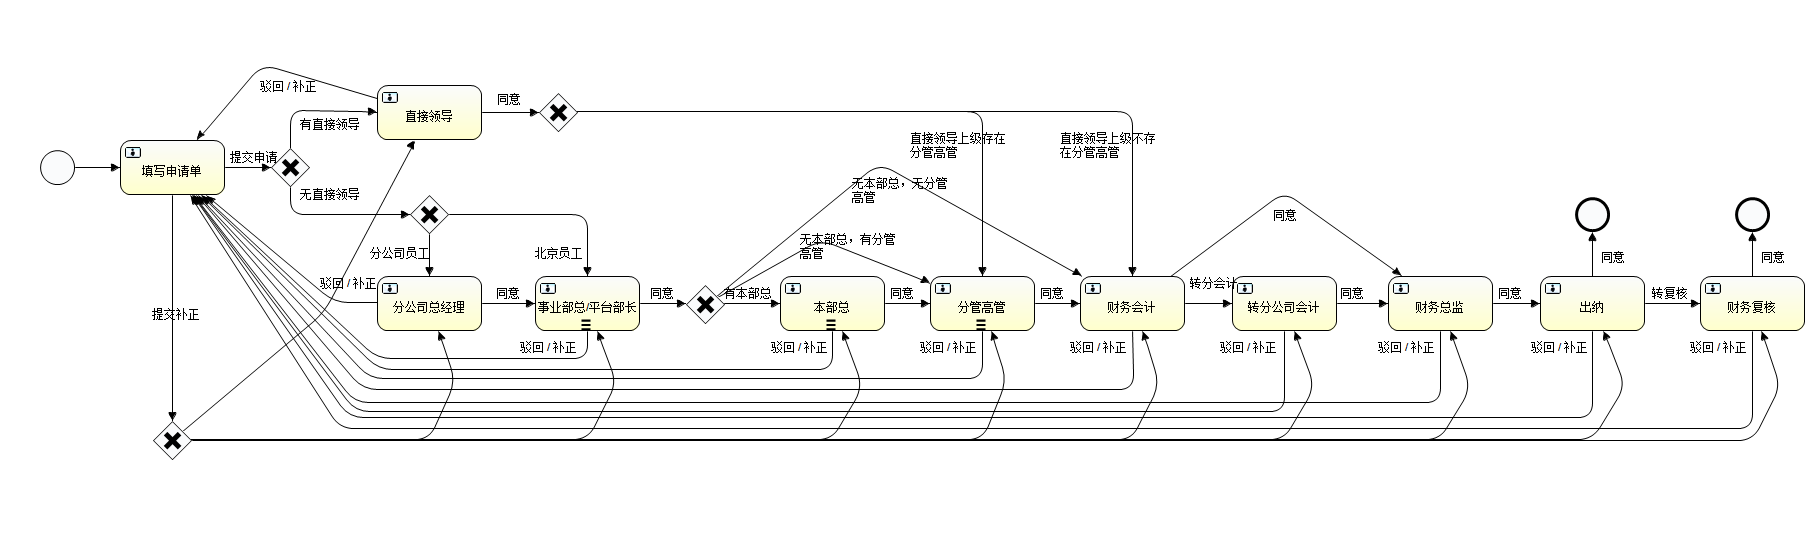 驳回 / 补正
直接领导
同意
有直接领导
提交申请
填写申请单
无直接领导
直接领导上级存在
分管高管
直接领导上级不存
在分管高管
无本部总，无分管
高管
无本部总，有分管
高管
分公司员工
北京员工
同意
同意
同意
驳回 / 补正
分公司总经理
同意
事业部总/平台部长
同意
有本部总
本部总
同意
分管高管
同意
财务会计
转分会计
转分公司会计
同意
财务总监
同意
出纳
转复核
财务复核
提交补正
驳回 / 补正
驳回 / 补正
驳回 / 补正
驳回 / 补正
驳回 / 补正
驳回 / 补正
驳回 / 补正
驳回 / 补正